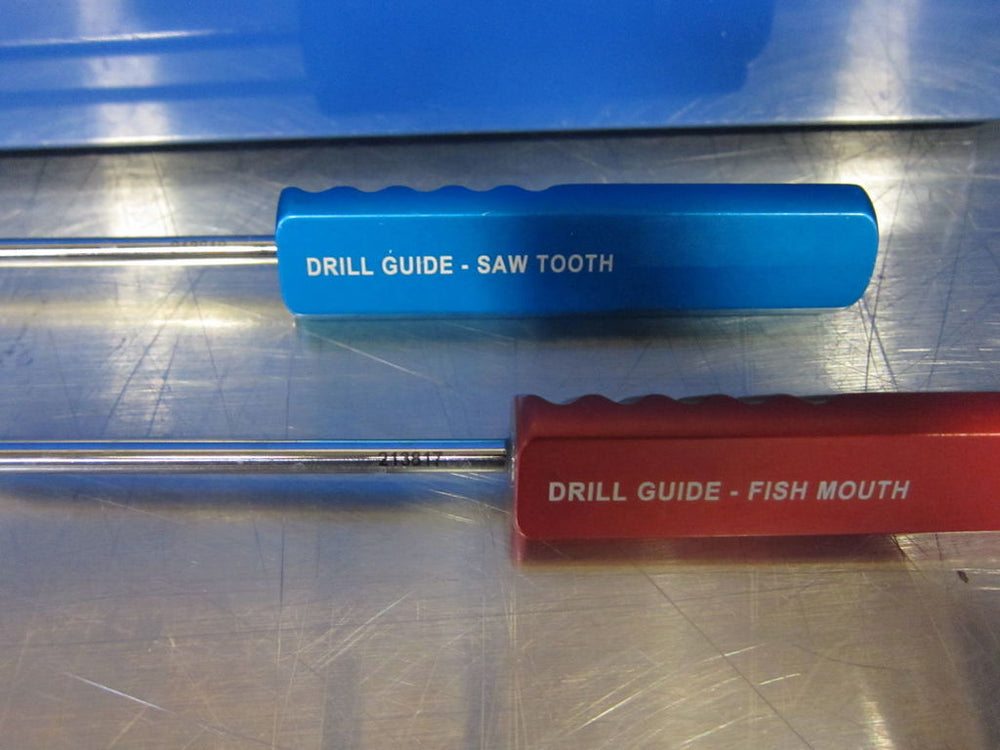 DRILL GUIDE - SAW TOOTH
213817
DRILL GUIDE - FISH MOUTH